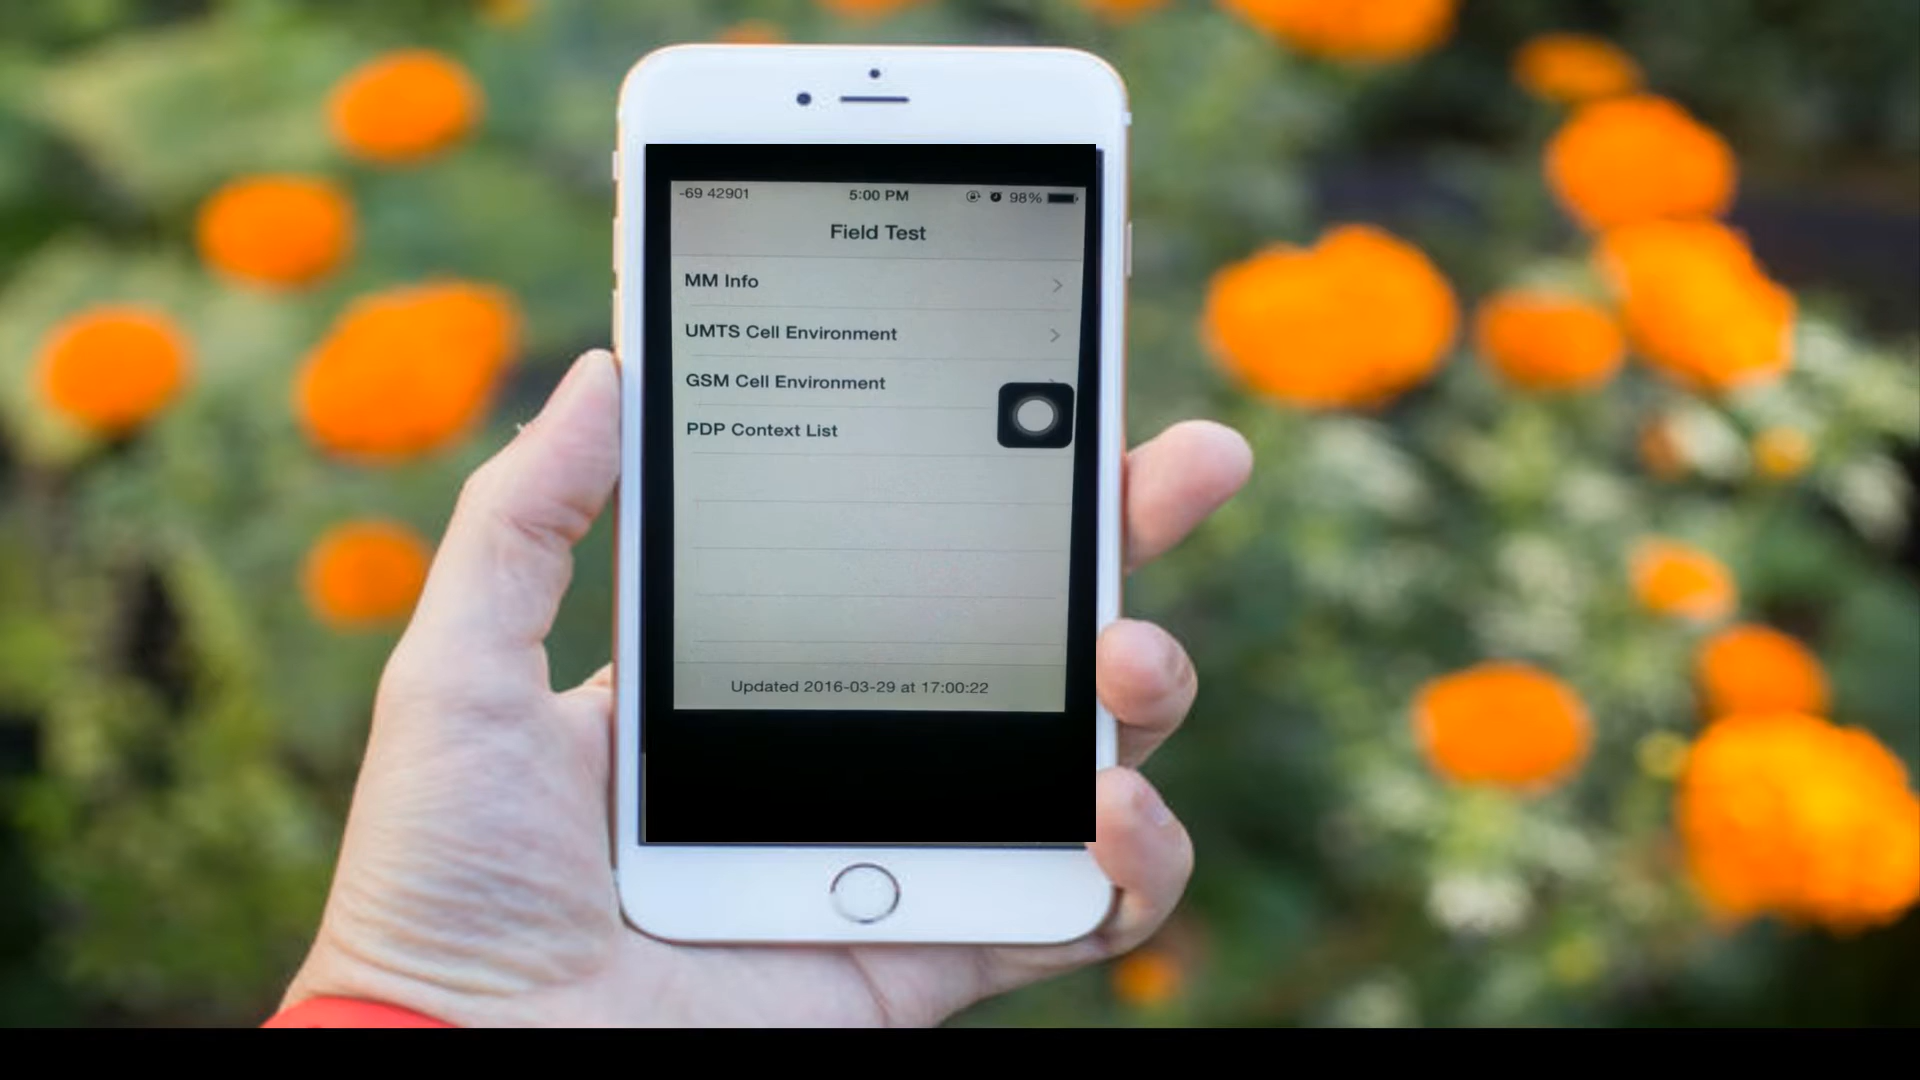 -69 42901 5:00 PM 98%
Field Test
MM Info
UMTS Cell Environment
GSM Cell Environment
PDP Context List
Updated 2016-03-29 at 17:00:22